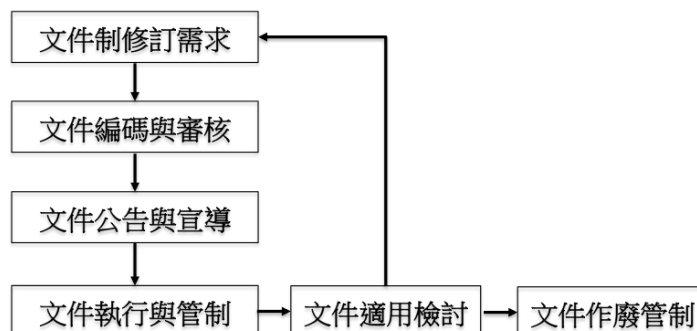 文件制修訂需求
文件編碼與審核
文件公告與宣導
文件執行與管制
文件適用檢討
文件作廢管制